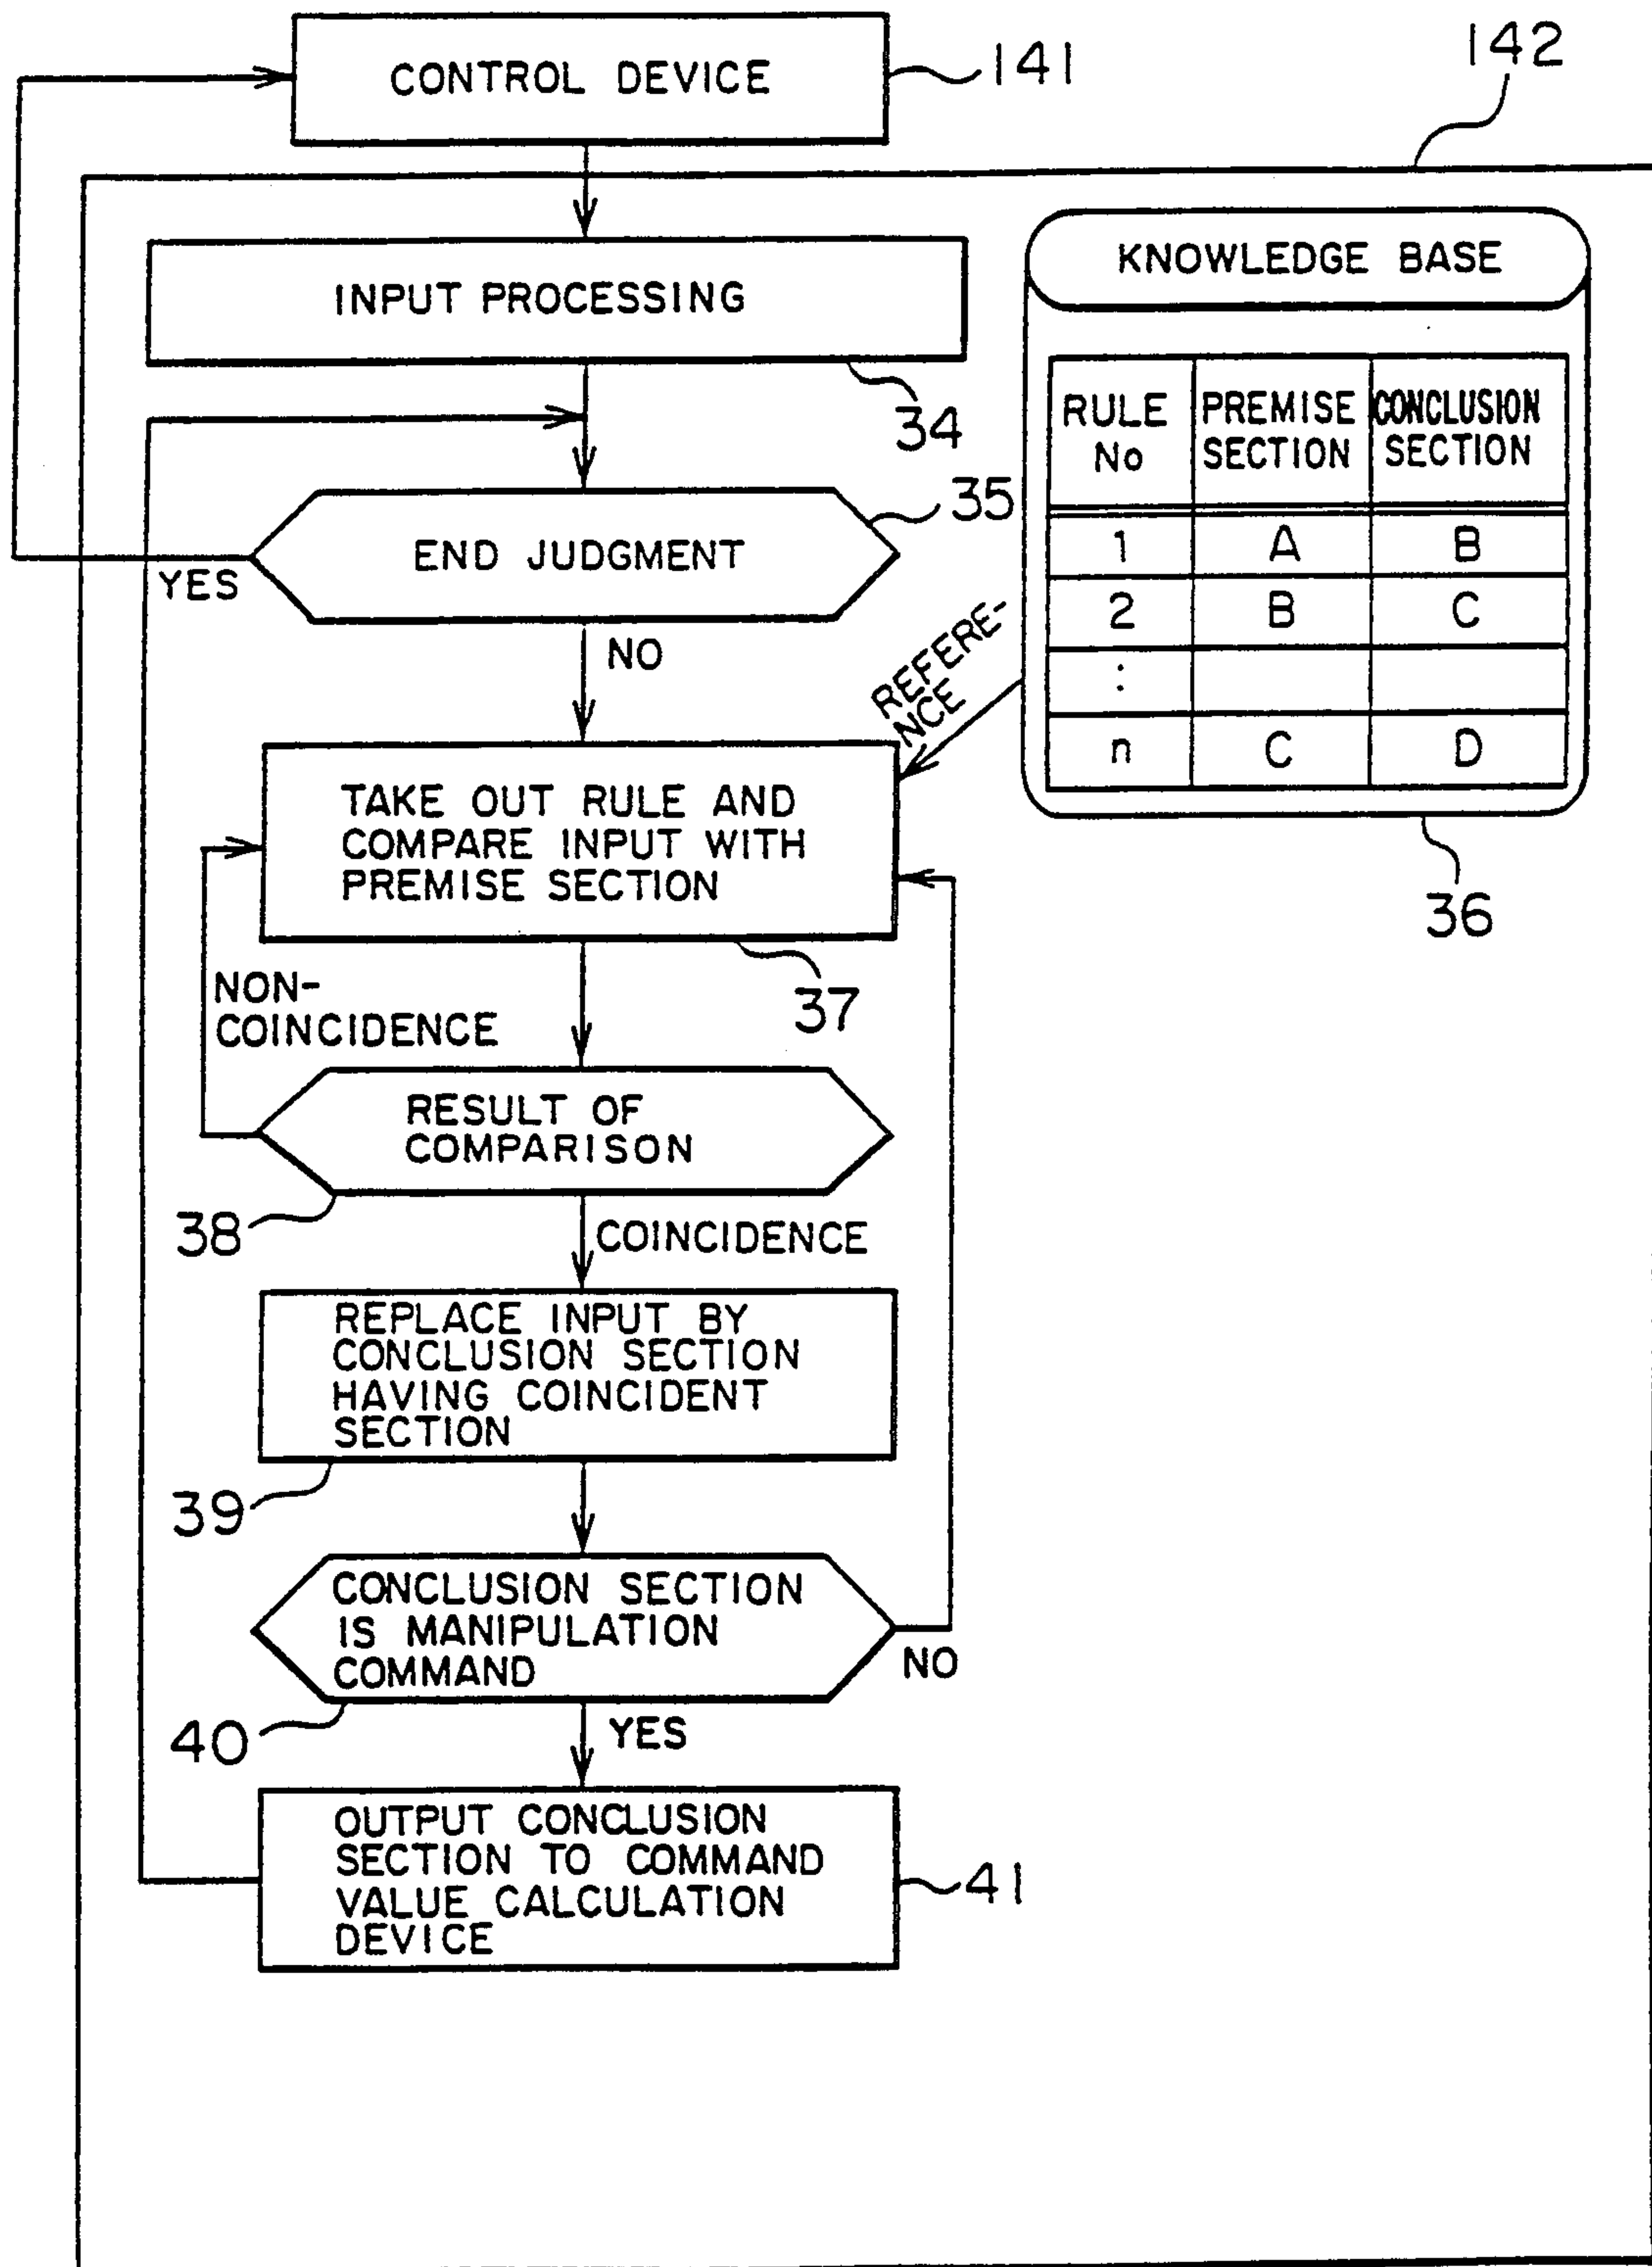 CONTROL DEVICE
141
142
INPUT PROCESSING
34
KNOWLEDGE BASE
RULE No
PREMISE SECTION
CONCLUSION SECTION
1 A B
2 B C
:
n C D
36
END JUDGMENT
35
YES
NO
REFERE-
NCE
TAKE OUT RULE AND
COMPARE INPUT WITH
PREMISE SECTION
37
NON-
COINCIDENCE
RESULT OF
COMPARISON
38
COINCIDENCE
REPLACE INPUT BY
CONCLUSION SECTION
HAVING COINCIDENT
SECTION
39
CONCLUSION SECTION
IS MANIPULATION
COMMAND
NO
40
YES
OUTPUT CONCLUSION
SECTION TO COMMAND
VALUE CALCULATION
DEVICE
41